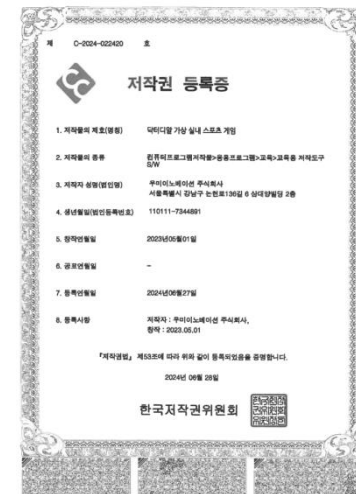 제 C-2024-022420 호
저작권 등록증
1. 저작물의 제호(명칭) 닥터다얄 가상 실내 스포츠 게임
2. 저작물의 종류 컴퓨터프로그램저작물>응용프로그램>교육>교육용 저작도구
S/W
3. 저작자 성명(법인명) 우미이노베이션 주식회사
서울특별시 강남구 논현로136길 6 삼대양빌딩 2층
4. 생년월일(법인등록번호) 110111-7344891
5. 창작연월일 2023년05월01일
6. 공표연월일 -
7. 등록연월일 2024년06월27일
8. 등록사항 저작자 : 우미이노베이션 주식회사,
창작 : 2023.05.01
『저작권법』 제53조에 따라 위와 같이 등록되었음을 증명합니다.
2024년 06월 28일
한국저작권위원회